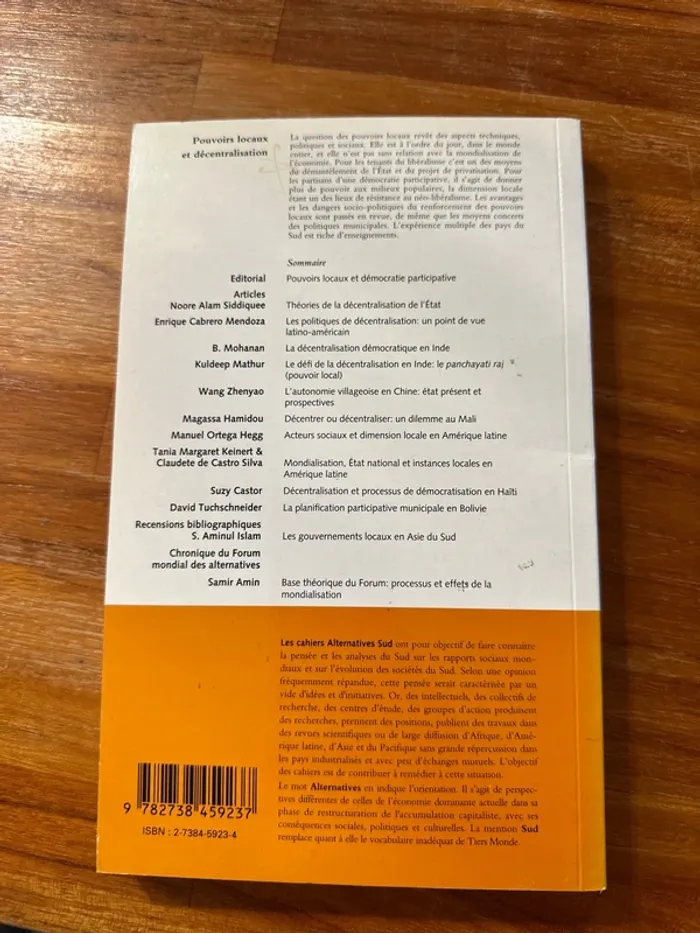 Pouvoirs locaux
et décentralisation
La question des pouvoirs locaux revêt des aspects techniques,
politiques et sociaux. Elle est à l'ordre du jour, dans le monde
entier, et elle n'est pas sans relation avec la mondialisation de
l'économie. Pour les tenants du libéralisme c'est un des moyens
du démantèlement de l'État et du projet de privatisation. Pour
les partisans d'une démocratie participative, il s'agit de donner
plus de pouvoir aux milieux populaires, la dimension locale
étant un des lieux de résistance au néo-libéralisme. Les avantages
et les dangers socio-politiques du renforcement des pouvoirs
locaux sont passés en revue, de même que les moyens concrets
des politiques municipales. L'expérience multiple des pays du
Sud est riche d'enseignements.
Sommaire
Editorial Pouvoirs locaux et démocratie participative
Articles
Noore Alam Siddiquee Théories de la décentralisation de l'État
Enrique Cabrero Mendoza Les politiques de décentralisation: un point de vue
latino-américain
B. Mohanan La décentralisation démocratique en Inde
Kuldeep Mathur Le défi de la décentralisation en Inde: le panchayati raj
(pouvoir local)
Wang Zhenyao L'autonomie villageoise en Chine: état présent et
prospectives
Magassa Hamidou Décentrer ou décentraliser: un dilemme au Mali
Manuel Ortega Hegg Acteurs sociaux et dimension locale en Amérique latine
Tania Margaret Keinert &
Claudete de Castro Silva Mondialisation, État national et instances locales en
Amérique latine
Suzy Castor Décentralisation et processus de démocratisation en Haïti
David Tuchschneider La planification participative municipale en Bolivie
Recensions bibliographiques
S. Aminul Islam Les gouvernements locaux en Asie du Sud
Chronique du Forum
mondial des alternatives
Samir Amin Base théorique du Forum: processus et effets de la
mondialisation
Les cahiers Alternatives Sud ont pour objectif de faire connaître
la pensée et les analyses du Sud sur les rapports sociaux mon-
diaux et sur l'évolution des sociétés du Sud. Selon une opinion
fréquemment répandue, cette pensée serait caractérisée par un
vide d'idées et d'initiatives. Or, des intellectuels, des collectifs de
recherche, des centres d'étude, des groupes d'action produisent
des recherches, prennent des positions, publient des travaux dans
des revues scientifiques ou de large diffusion d'Afrique, d'Amé-
rique latine, d'Asie et du Pacifique sans grande répercussion dans
les pays industrialisés et avec peu d'échanges mutuels. L'objectif
des cahiers est de contribuer à remédier à cette situation.
Le mot Alternatives en indique l'orientation. Il s'agit de perspec-
tives différentes de celles de l'économie dominante actuelle dans sa
phase de restructuration de l'accumulation capitaliste, avec ses
conséquences sociales, politiques et culturelles. La mention Sud
remplace quant à elle le vocabulaire inadéquat de Tiers Monde.
9 782738 459237
ISBN : 2-7384-5923-4